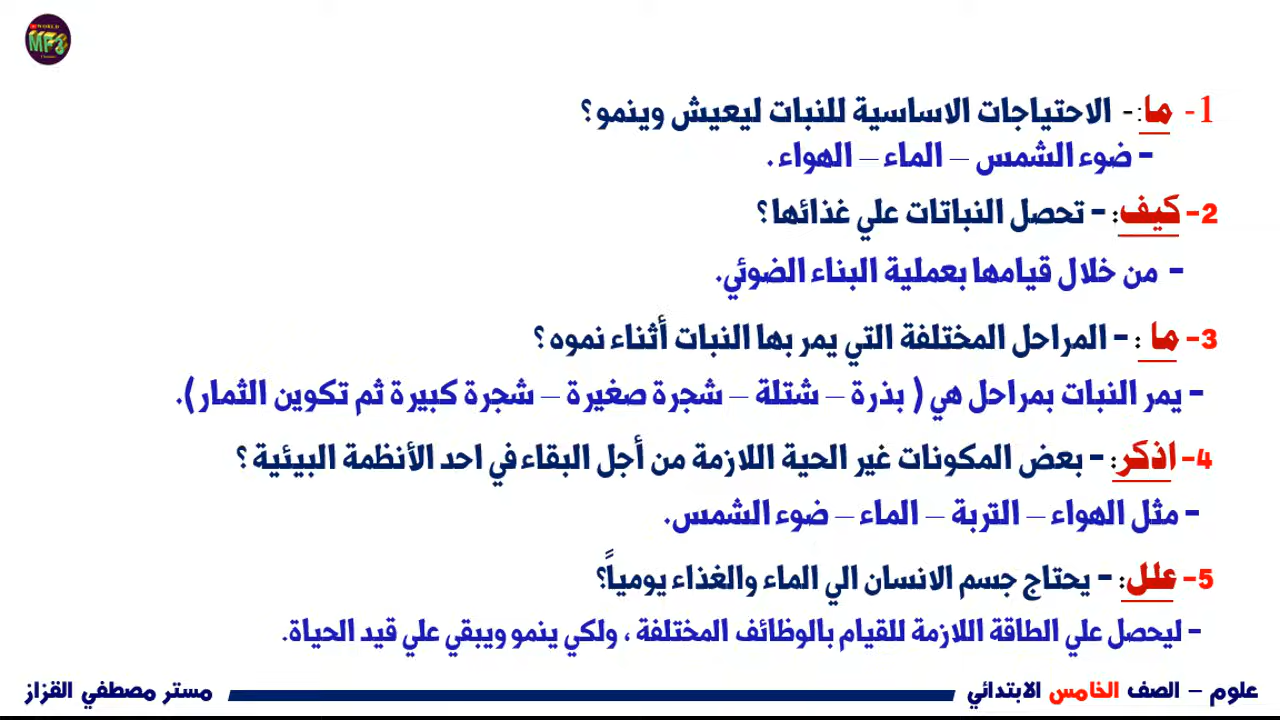 WORLD
MF3
1- ما:- الاحتياجات الاساسية للنبات ليعيش وينمو؟
- ضوء الشمس – الماء – الهواء.
2- كيف: - تحصل النباتات علي غذائها؟
- من خلال قيامها بعملية البناء الضوئي.
3- ما : - المراحل المختلفة التي يمر بها النبات أثناء نموه؟
- يمر النبات بمراحل هي ( بذرة – شتلة – شجرة صغيرة – شجرة كبيرة ثم تكوين الثمار).
4- اذكر: - بعض المكونات غير الحية اللازمة من أجل البقاء في احد الأنظمة البيئية؟
- مثل الهواء – التربة – الماء – ضوء الشمس.
5- علل: - يحتاج جسم الانسان الي الماء والغذاء يومياً؟
- ليحصل علي الطاقة اللازمة للقيام بالوظائف المختلفة ، ولكي ينمو ويبقي علي قيد الحياة.
علوم – الصف الخامس الابتدائي
مستر مصطفي القزاز